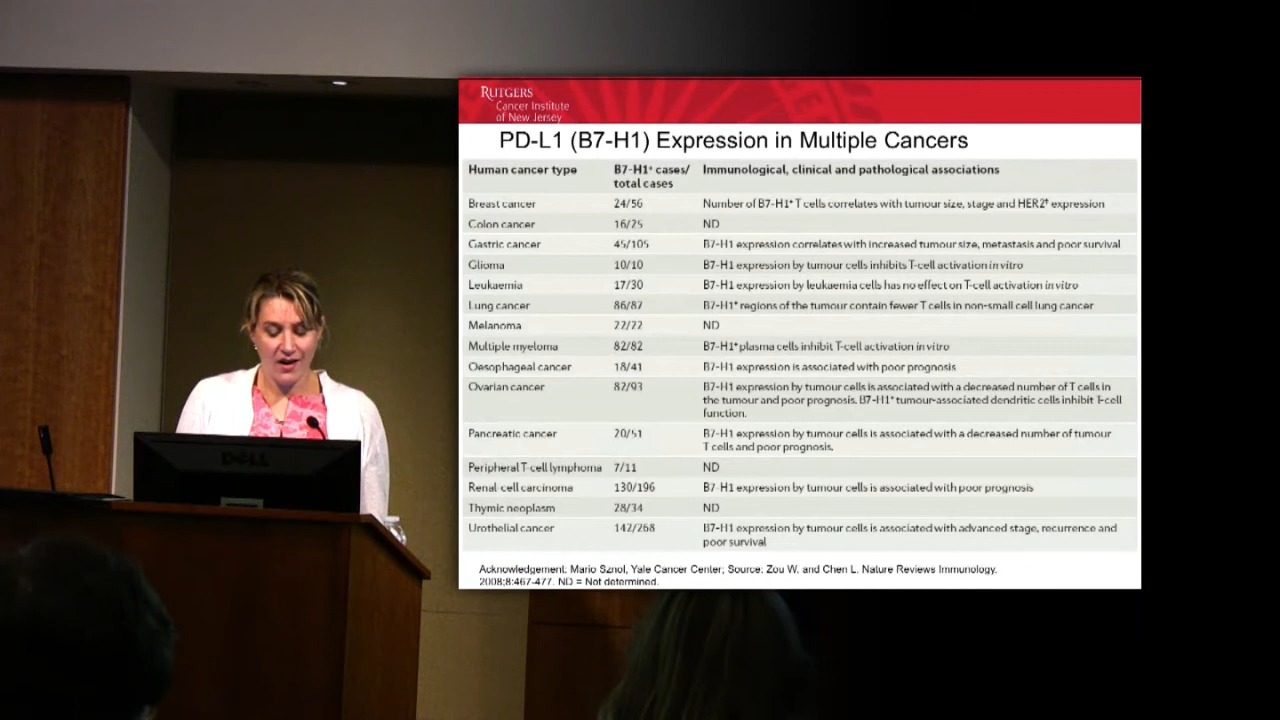 RUTGERS
Cancer Institute
of New Jersey
PD-L1 (B7-H1) Expression in Multiple Cancers
Human cancer type B7-H1⁺ cases/ Immunological, clinical and pathological associations
total cases
Breast cancer 24/56 Number of B7-H1⁺ T cells correlates with tumour size, stage and HER2† expression
Colon cancer 16/25 ND
Gastric cancer 45/105 B7-H1 expression correlates with increased tumour size, metastasis and poor survival
Glioma 10/10 B7-H1 expression by tumour cells inhibits T-cell activation in vitro
Leukaemia 17/30 B7-H1 expression by leukaemia cells has no effect on T-cell activation in vitro
Lung cancer 86/87 B7-H1⁺ regions of the tumour contain fewer T cells in non-small cell lung cancer
Melanoma 22/22 ND
Multiple myeloma 82/82 B7-H1⁺ plasma cells inhibit T-cell activation in vitro
Oesophageal cancer 18/41 B7-H1 expression is associated with poor prognosis
Ovarian cancer 87/93 B7-H1 expression by tumour cells is associated with a decreased number of T cells in
the tumour and poor prognosis. B7-H1⁺ tumour-associated dendritic cells inhibit T-cell
function.
Pancreatic cancer 20/51 B7-H1 expression by tumour cells is associated with a decreased number of tumour
T cells and poor prognosis.
Peripheral T-cell lymphoma 7/11 ND
Renal-cell carcinoma 130/196 B7-H1 expression by tumour cells is associated with poor prognosis
Thymic neoplasm 28/34 ND
Urothelial cancer 142/268 B7-H1 expression by tumour cells is associated with advanced stage, recurrence and
poor survival
Acknowledgement: Mario Sznol, Yale Cancer Center; Source: Zou W. and Chen L. Nature Reviews Immunology.
2008;8:467-477. ND = Not determined.
DELL